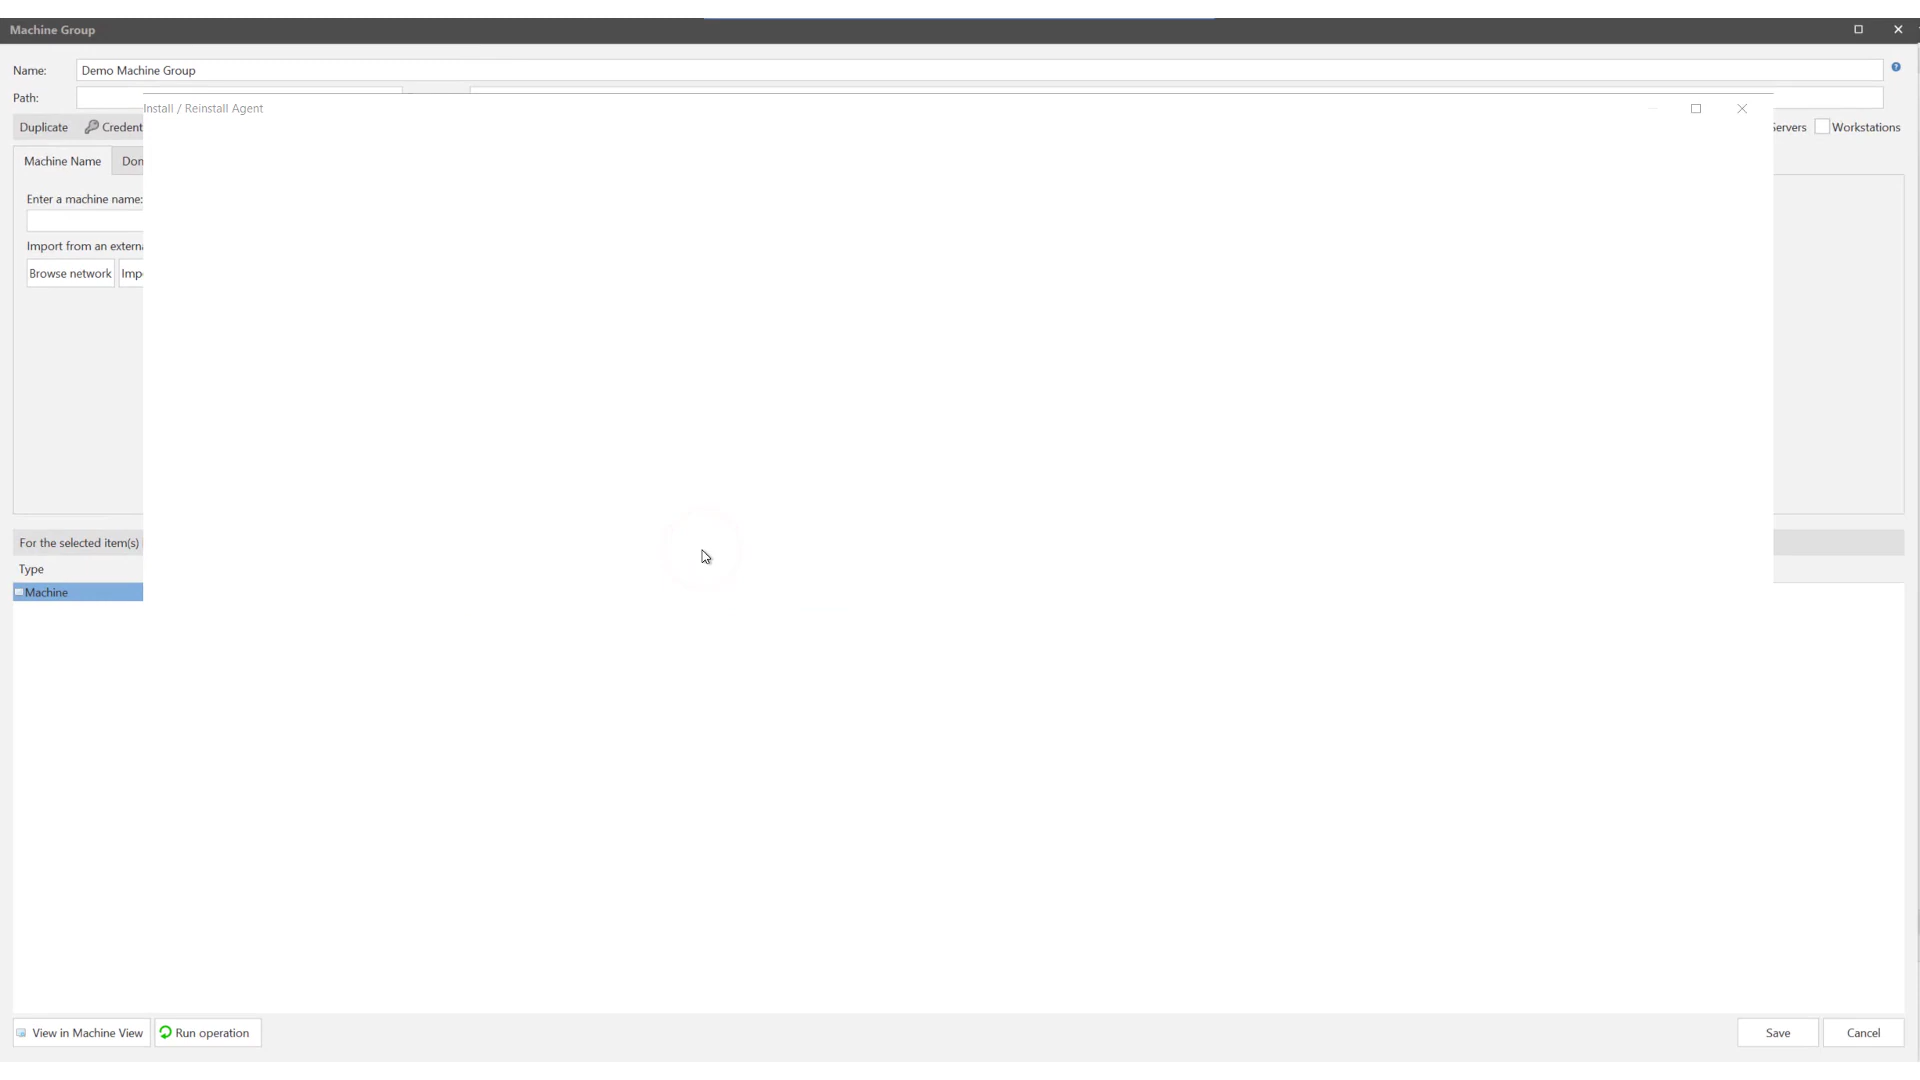 Machine Group
Name: Demo Machine Group
Path:
Install / Reinstall Agent
Duplicate Credent
Servers Workstations
Machine Name Don
Enter a machine name:
Import from an externa
Browse network Impo
For the selected item(s)
Type
Machine
View in Machine View Run operation
Save Cancel